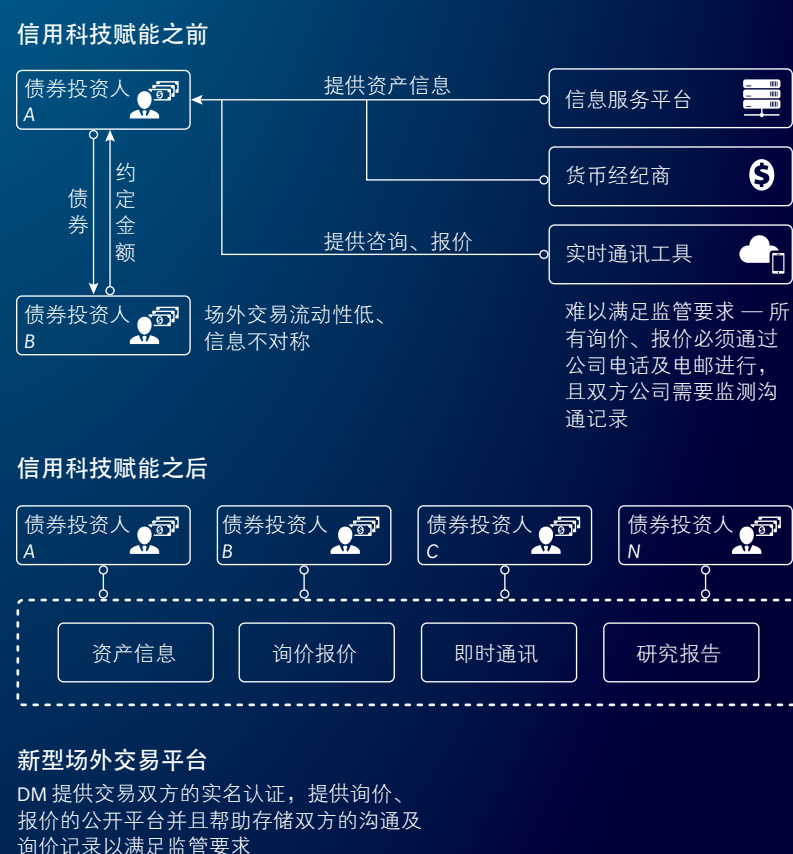 信用科技赋能之前
债券投资人
A
提供资产信息
信息服务平台
货币经纪商
债券
约定金额
提供咨询、报价
实时通讯工具
债券投资人
B
场外交易流动性低、
信息不对称
难以满足监管要求 — 所
有询价、报价必须通过
公司电话及电邮进行，
且双方公司需要监测沟
通记录
信用科技赋能之后
债券投资人
A
债券投资人
B
债券投资人
C
债券投资人
N
资产信息
询价报价
即时通讯
研究报告
新型场外交易平台
DM 提供交易双方的实名认证，提供询价、
报价的公开平台并且帮助存储双方的沟通及
询价记录以满足监管要求